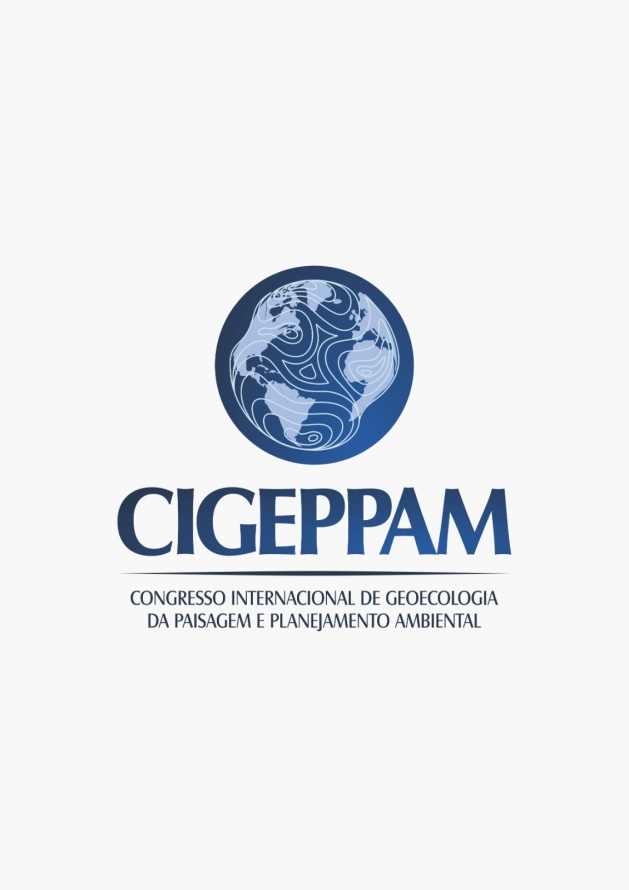 CIGEPPAM
CONGRESSO INTERNACIONAL DE GEOECOLOGIA
DA PAISAGEM E PLANEJAMENTO AMBIENTAL